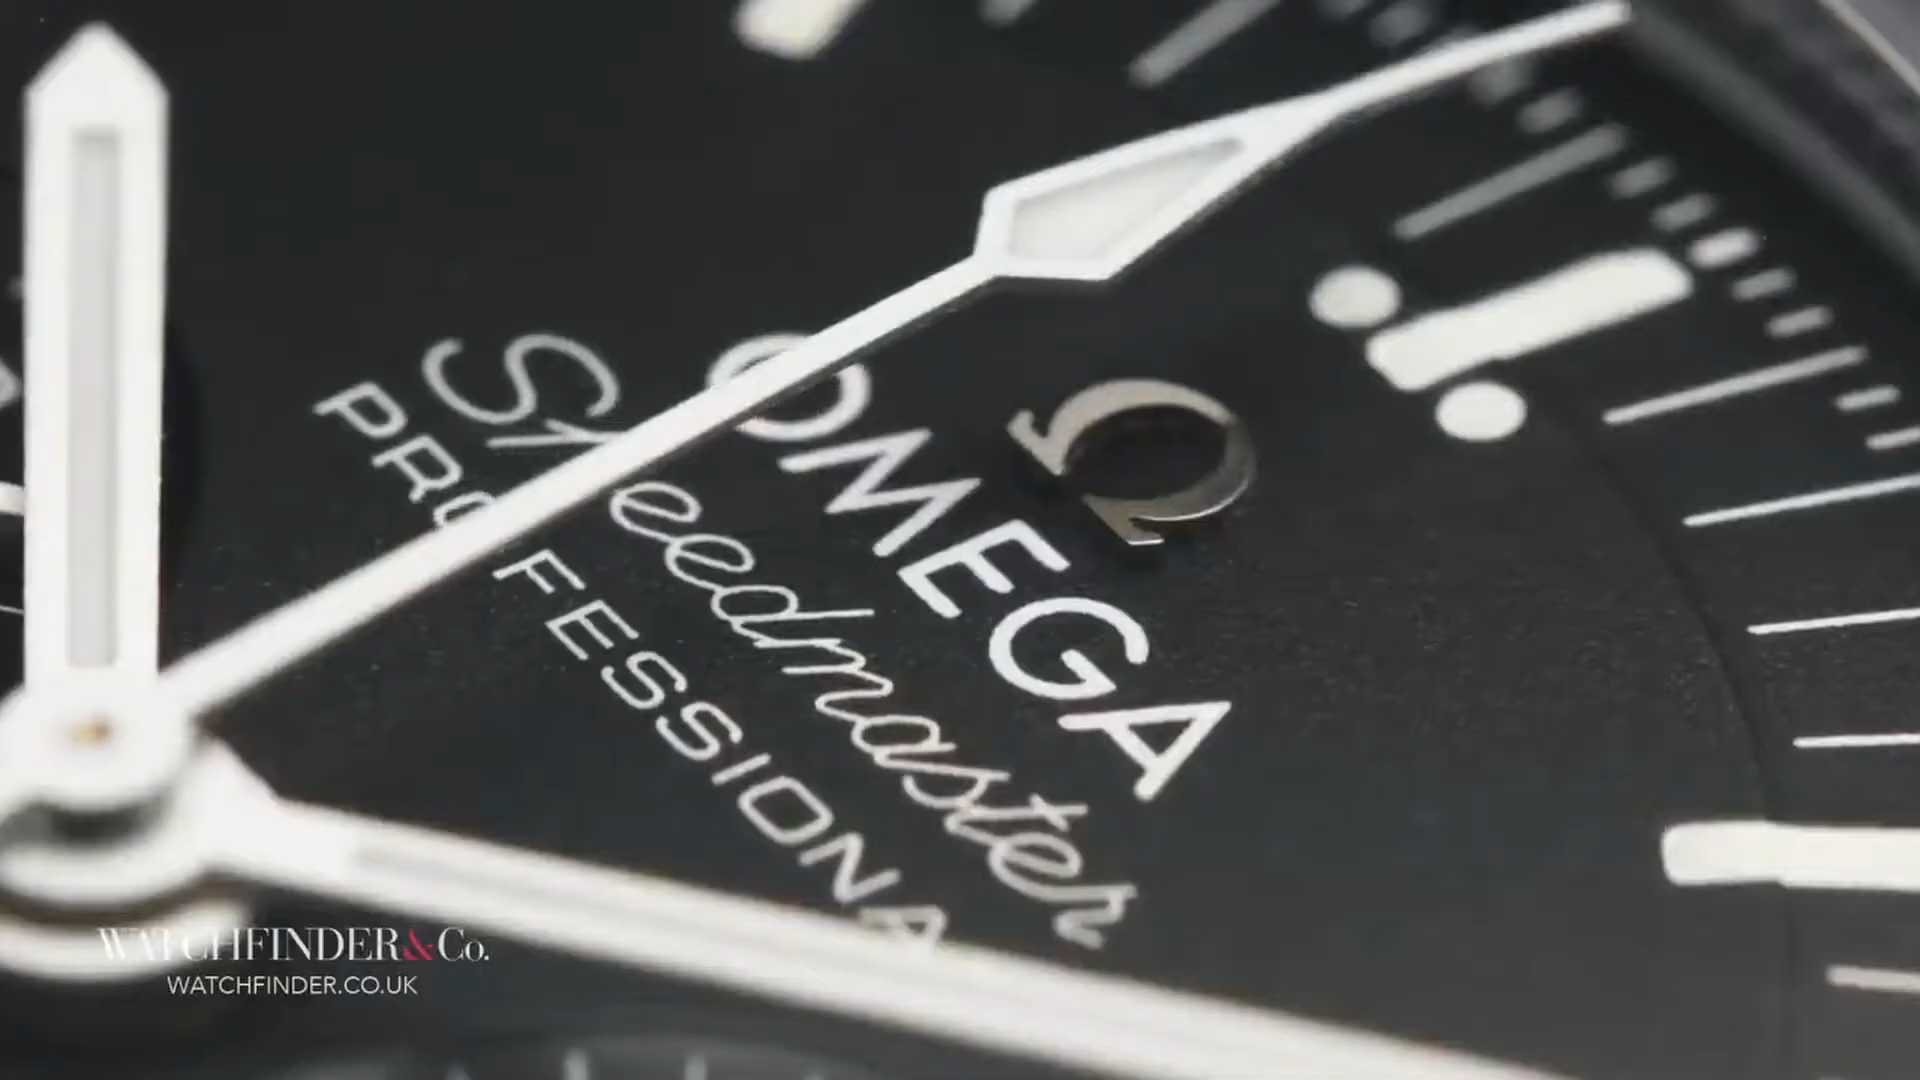 Ω
OMEGA
Speedmaster
PROFESSIONA
WATCHFINDER&Co.
WATCHFINDER.CO.UK